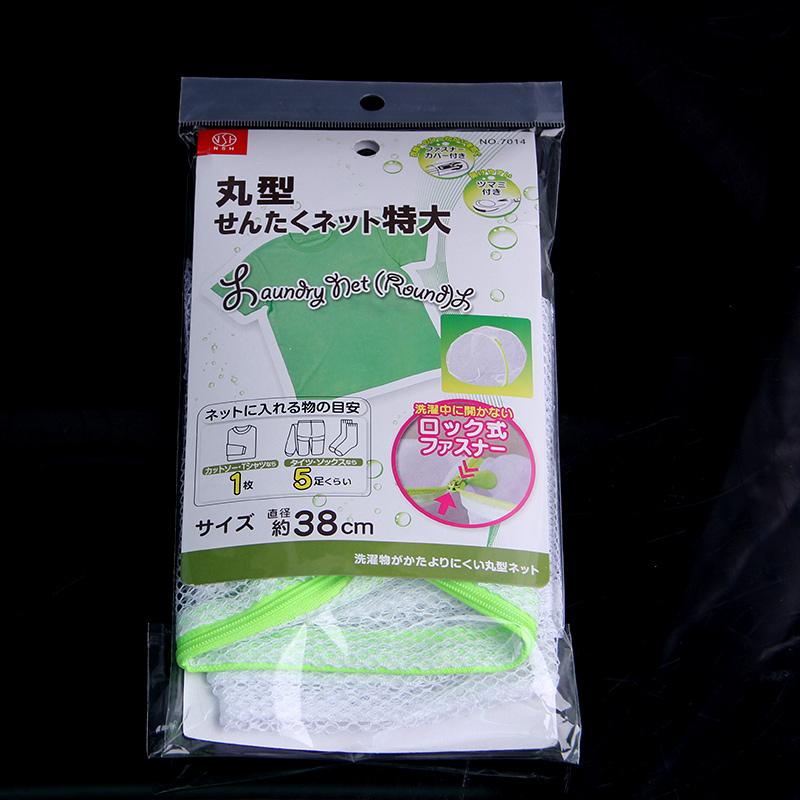 NSH
NSH
NO.7014
ファスナー
カバー付き
ツマミ
付き
丸型
せんたくネット特大
Laundry Net (Round)L
ネットに入れる物の目安
カットソー・Tシャツなら
1枚
タイツ・ソックスなら
5足くらい
洗濯中に開かない
ロック式
ファスナー
サイズ 直径
約38cm
洗濯物がかたよりにくい丸型ネット